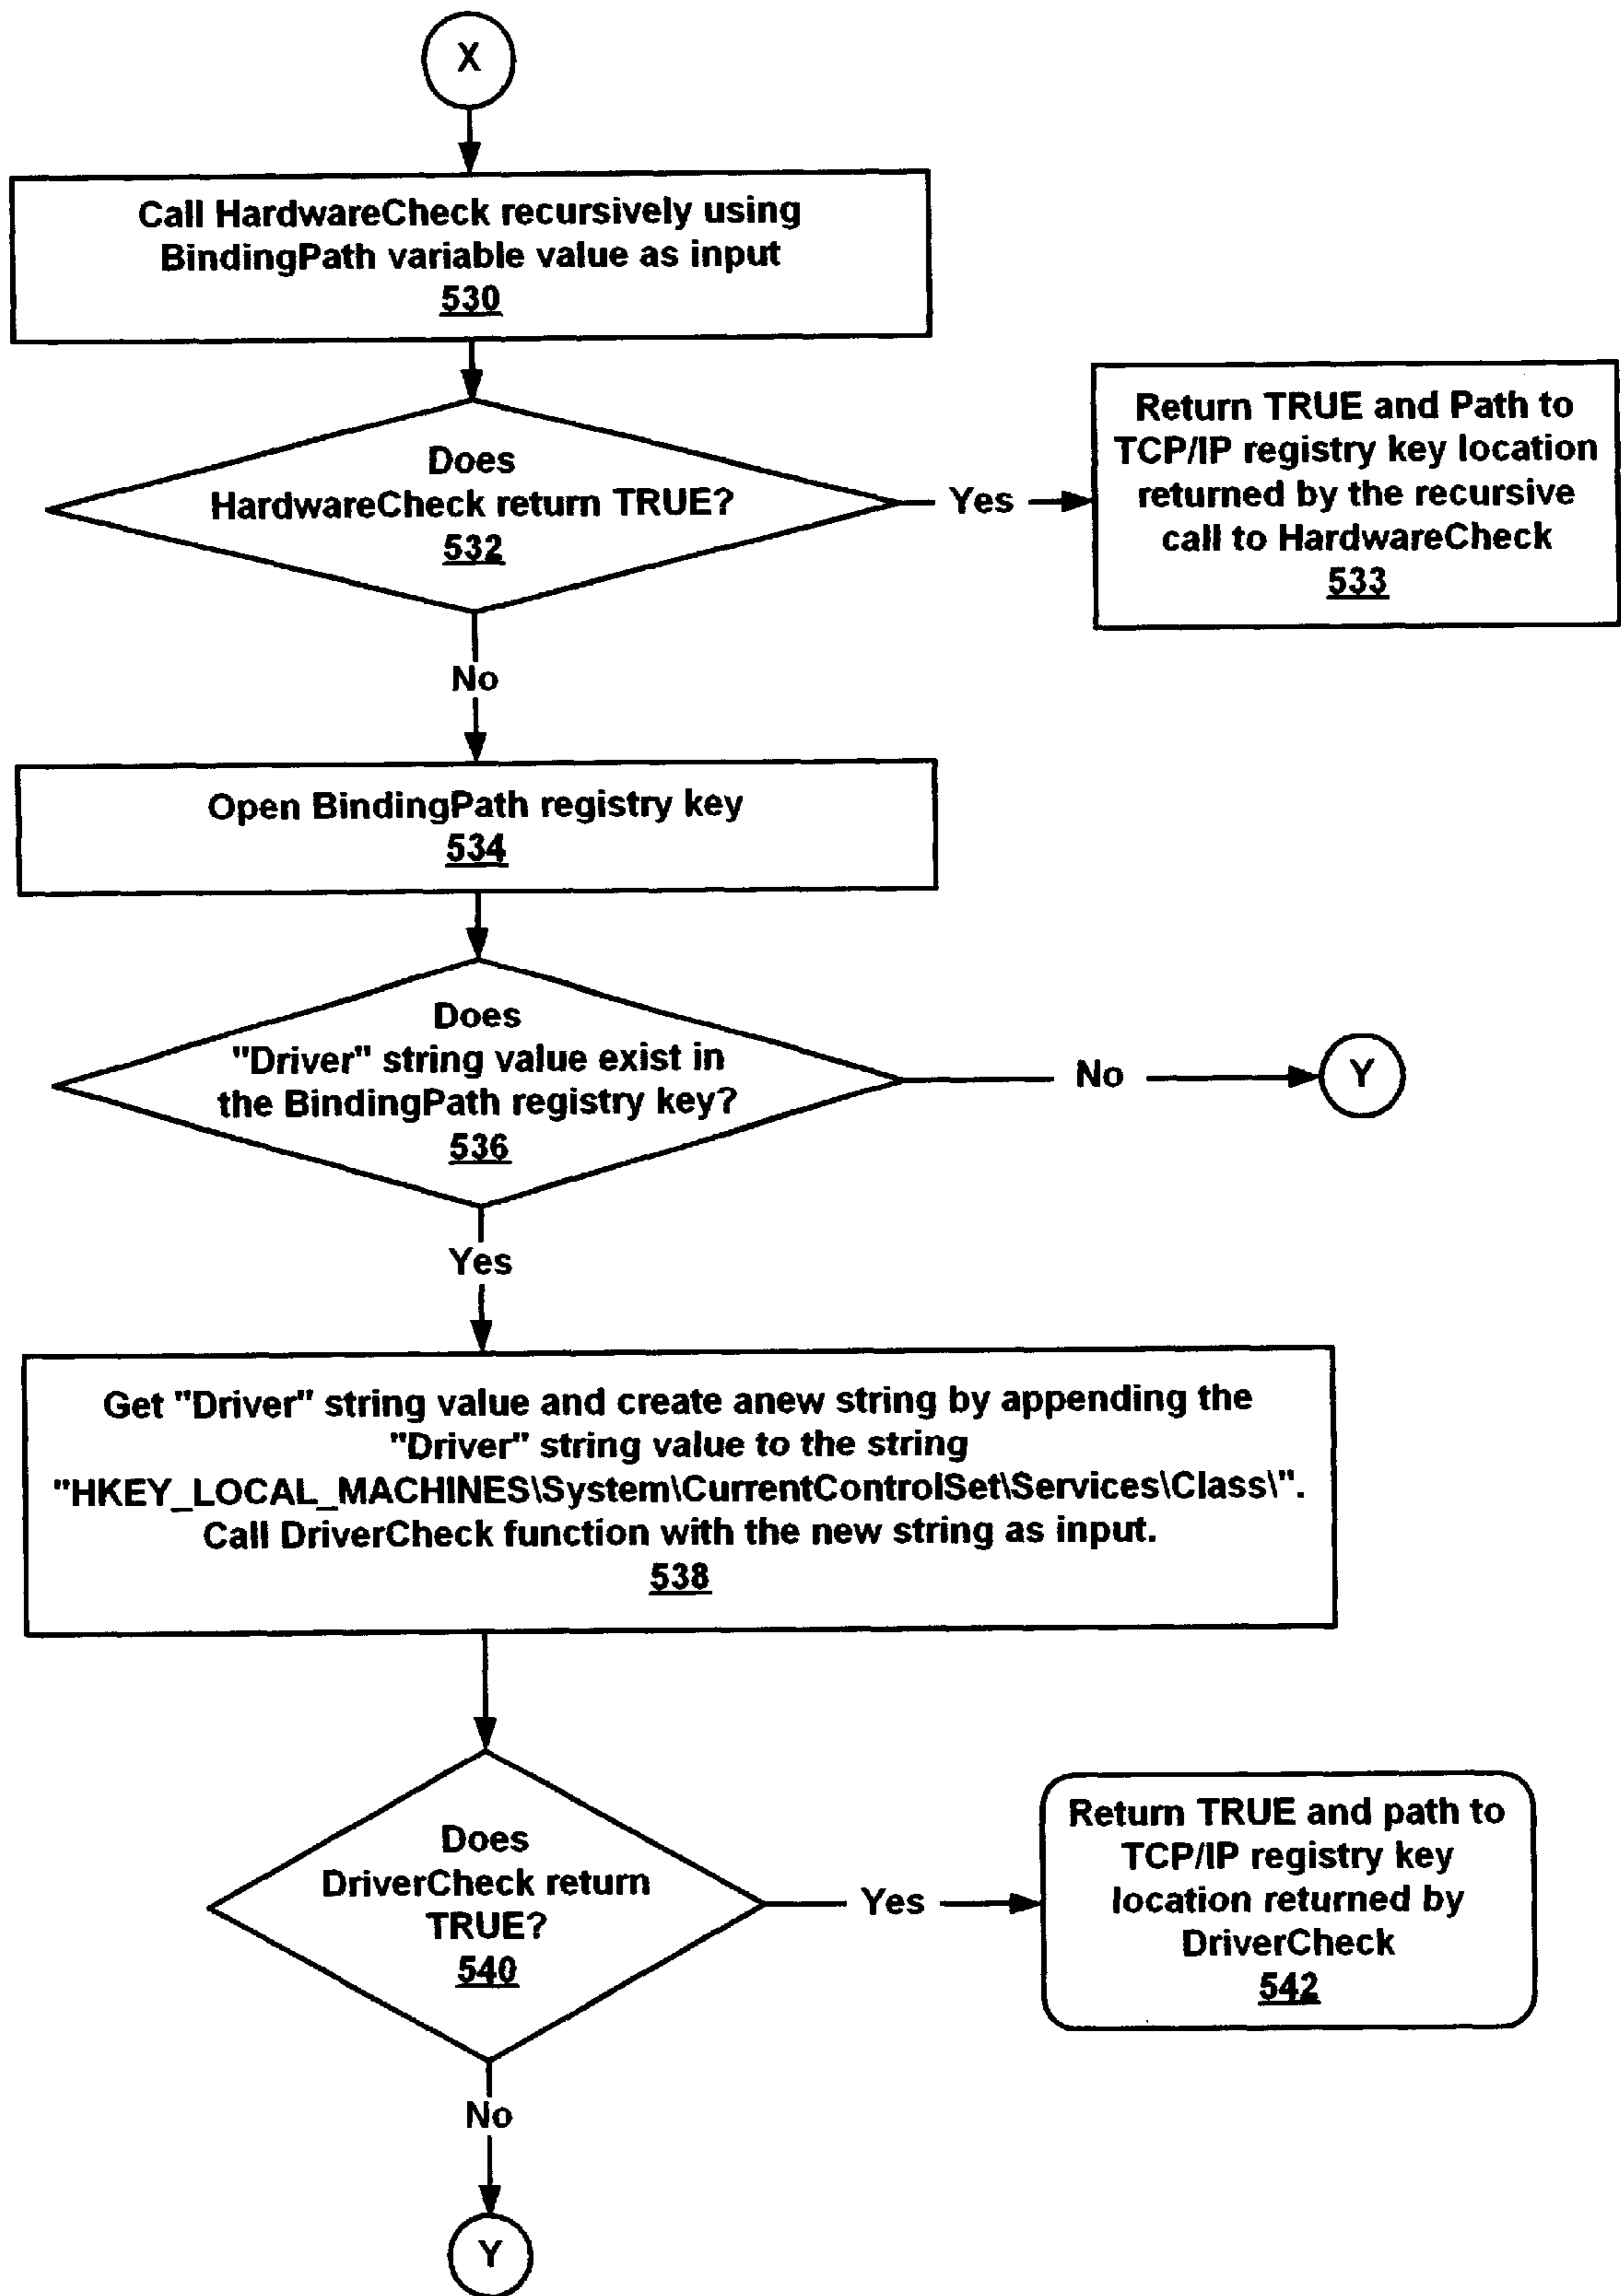 X
Call HardwareCheck recursively using
BindingPath variable value as input
530
Does
HardwareCheck return TRUE?
532
Yes
Return TRUE and Path to
TCP/IP registry key location
returned by the recursive
call to HardwareCheck
533
No
Open BindingPath registry key
534
Does
"Driver" string value exist in
the BindingPath registry key?
536
No
Y
Yes
Get "Driver" string value and create anew string by appending the
"Driver" string value to the string
"HKEY_LOCAL_MACHINES\System\CurrentControlSet\Services\Class\".
Call DriverCheck function with the new string as input.
538
Does
DriverCheck return
TRUE?
540
Yes
Return TRUE and path to
TCP/IP registry key
location returned by
DriverCheck
542
No
Y